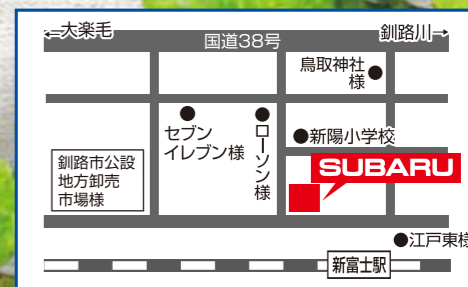 ←大楽毛
釧路川→
国道38号
鳥取神社
様
セブン
イレブン様
ローソン様
新陽小学校
釧路市公設
地方卸売
市場様
SUBARU
江戸東様
新富士駅